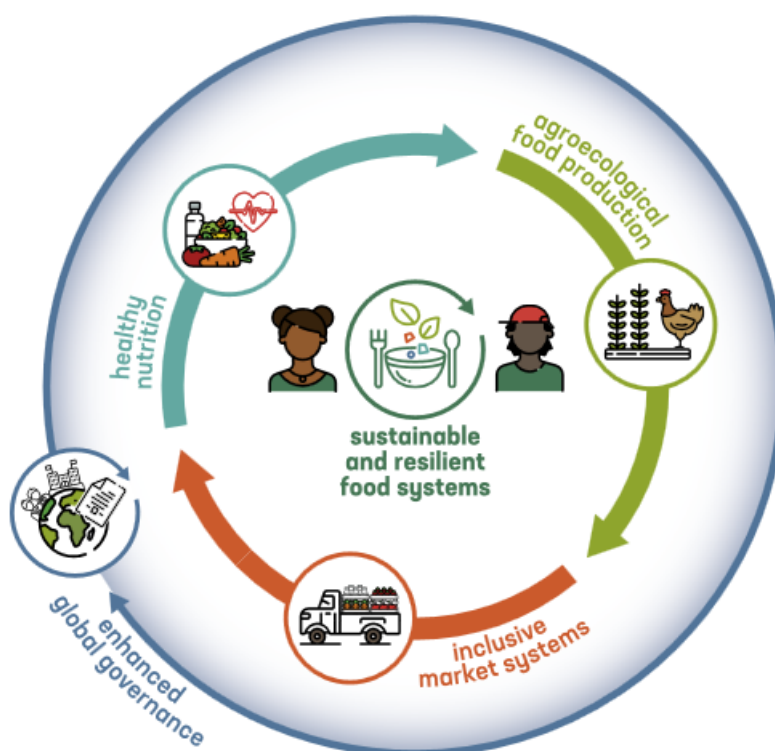 agroecological
food production
healthy
nutrition
sustainable
and resilient
food systems
inclusive
market systems
enhanced
global governance